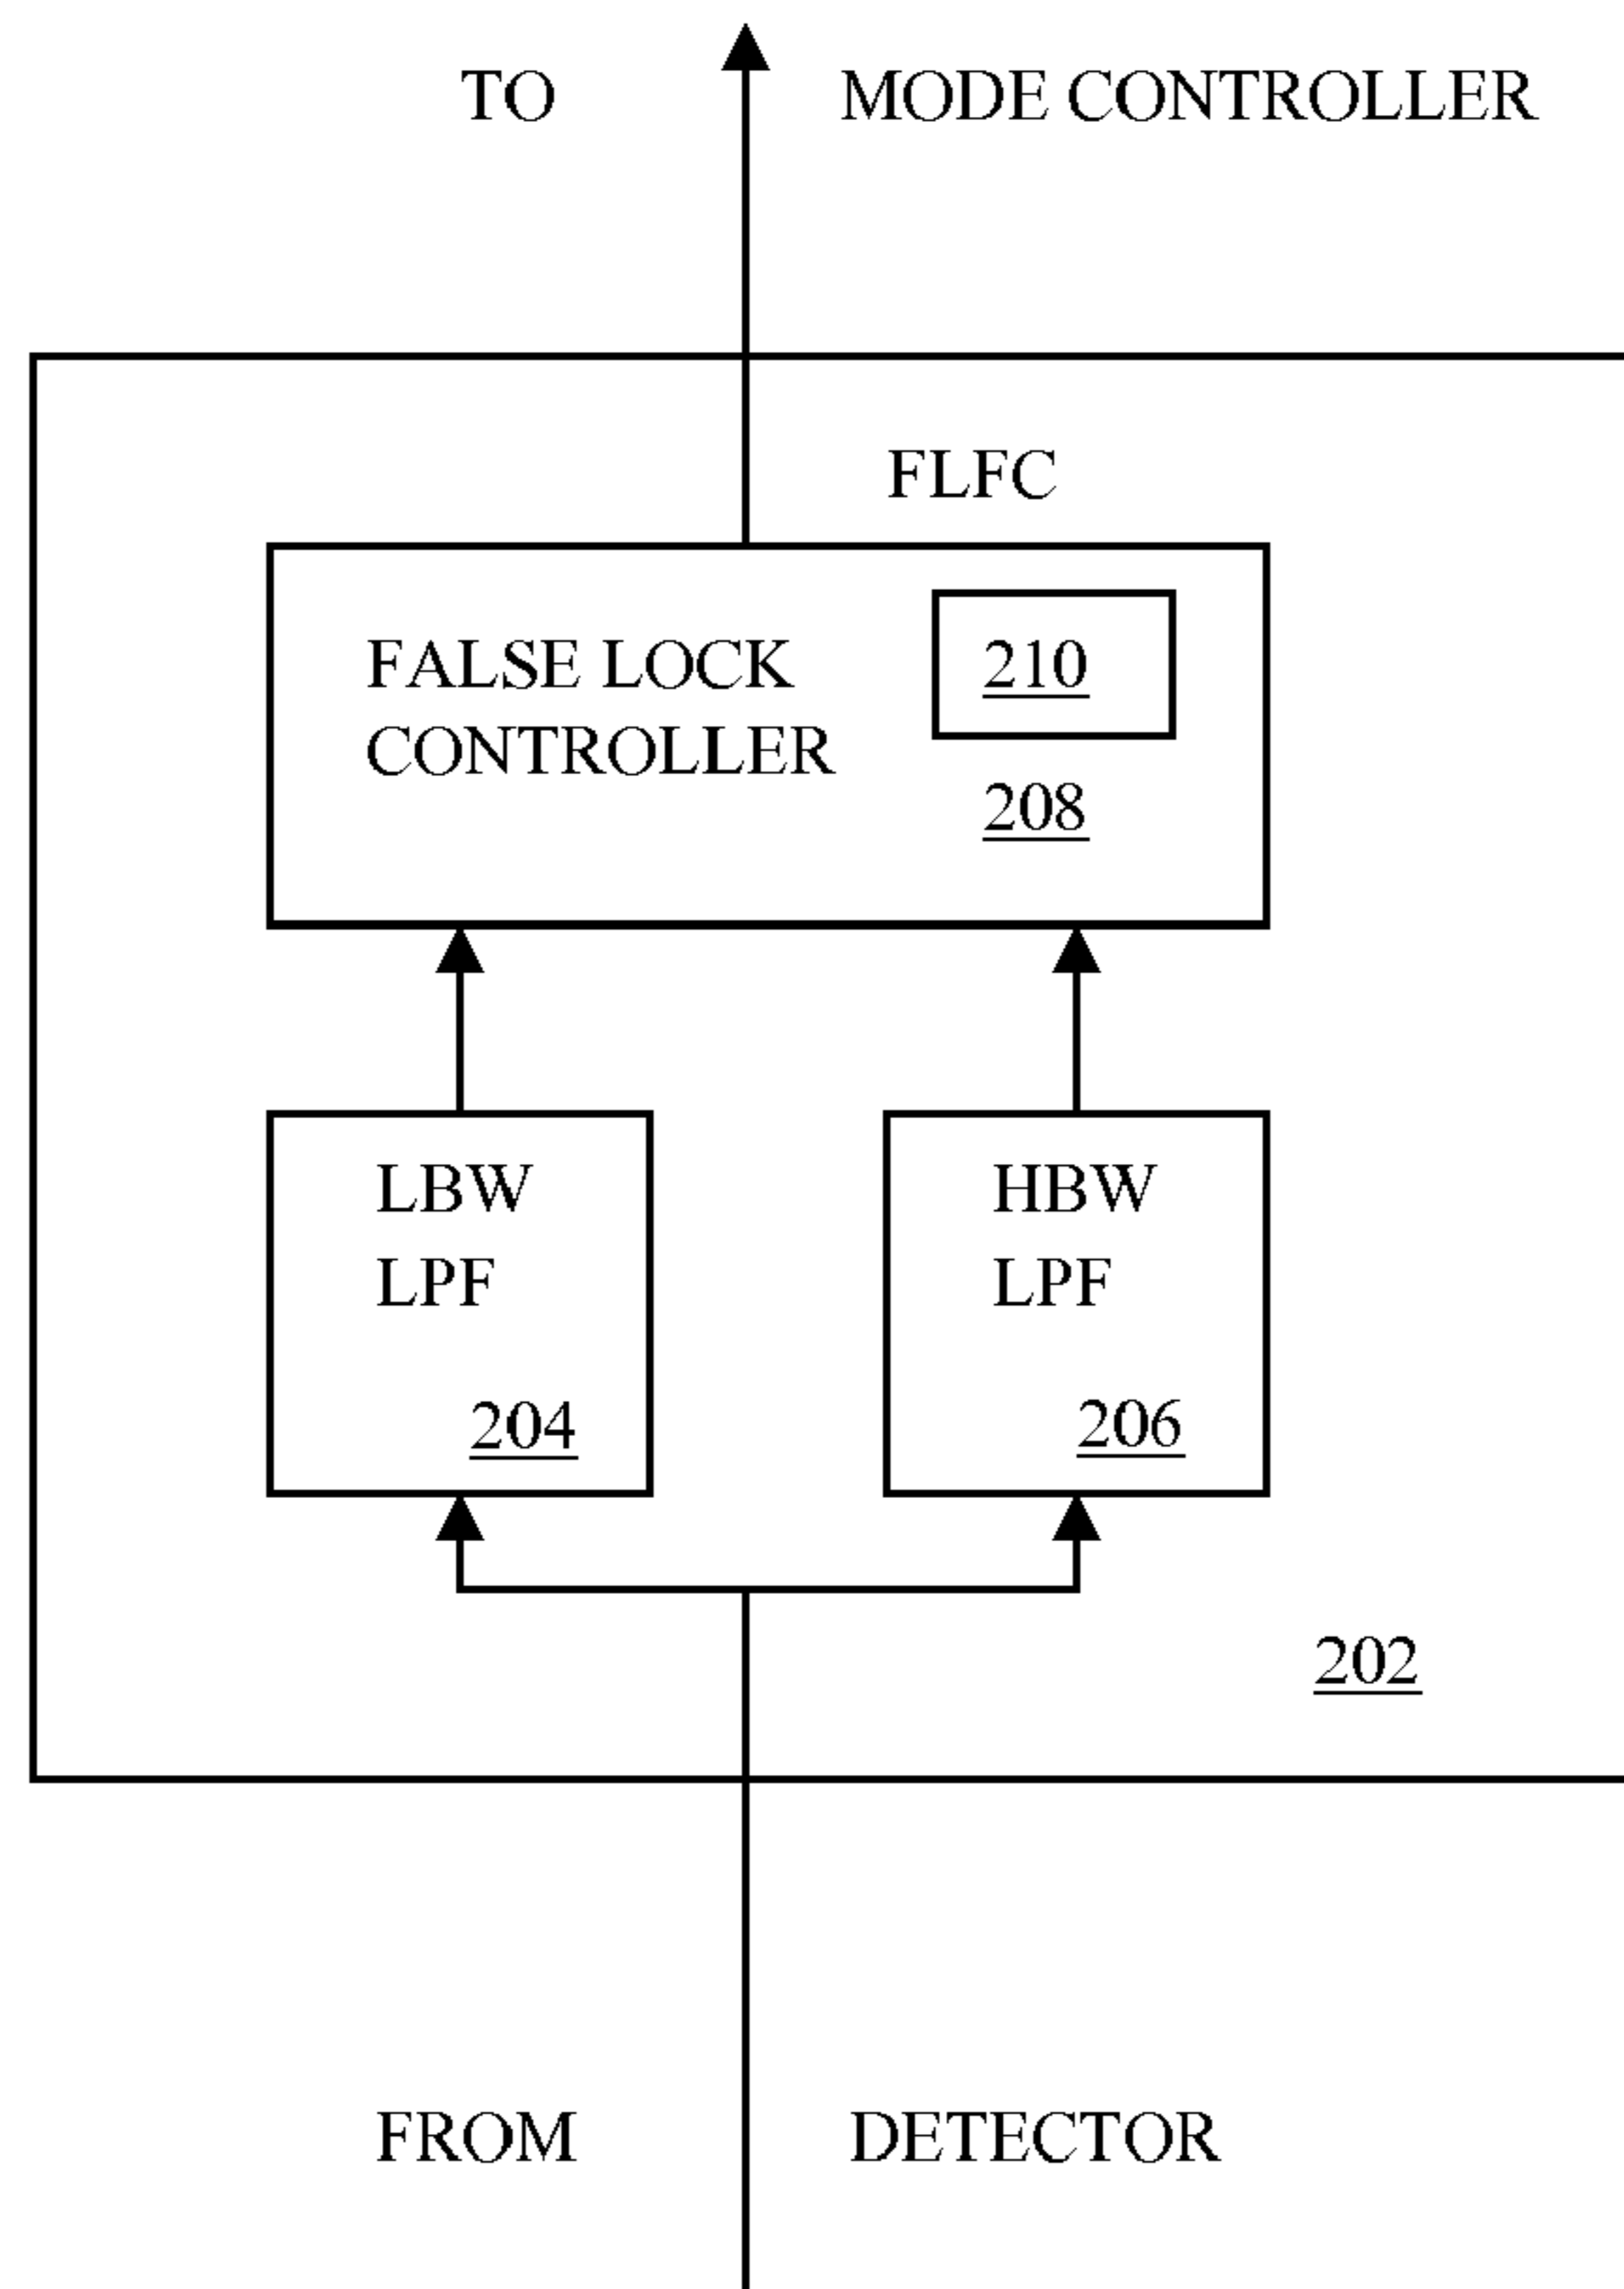 TO MODE CONTROLLER
FLFC
FALSE LOCK
CONTROLLER
210
208
LBW
LPF
204
HBW
LPF
206
202
FROM DETECTOR